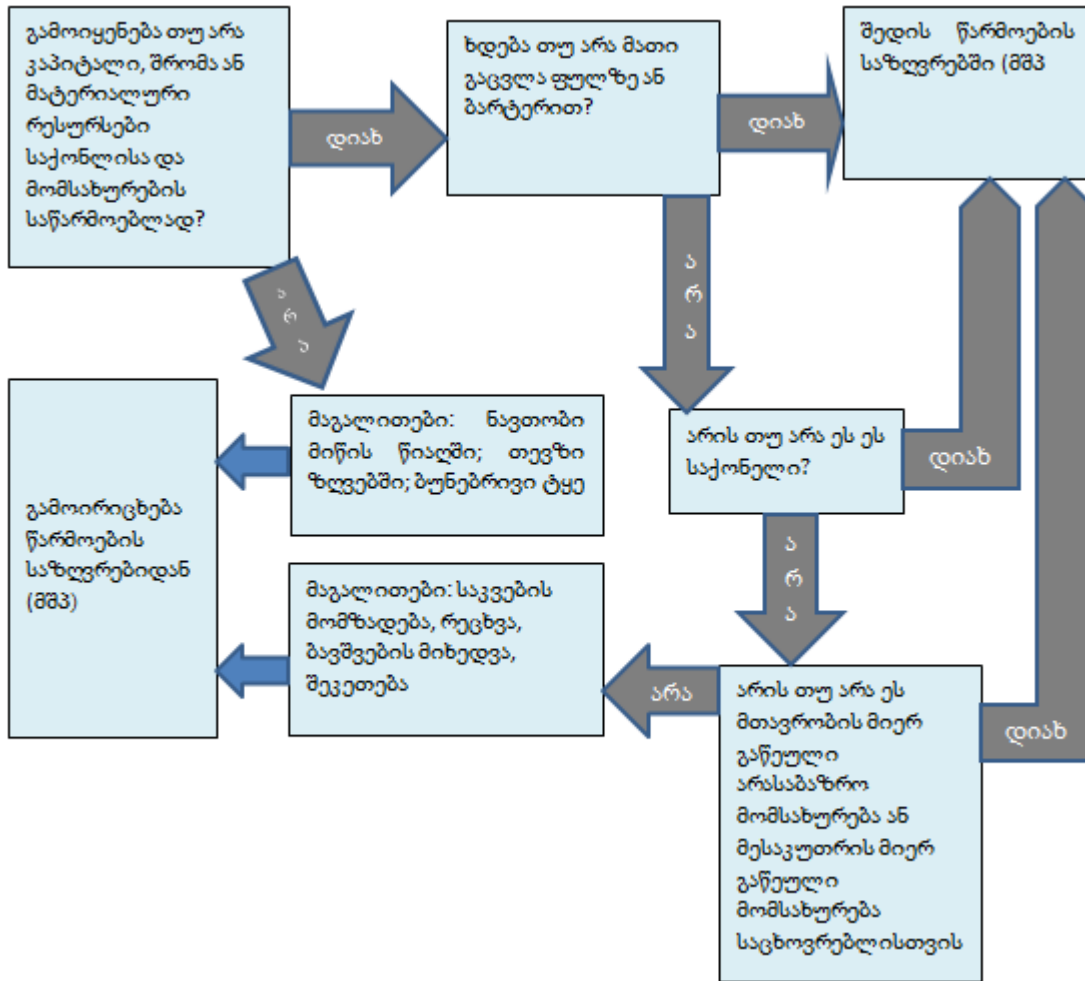 გამოიყენება თუ არა
კაპიტალი, შრომა ან
მატერიალური
რესურსები
საქონლისა და
მომსახურების
საწარმოებლად?
დიახ
ხდება თუ არა მათი
გაცვლა ფულზე ან
ბარტერით?
დიახ
შედის წარმოების
საზღვრებში (მშპ
არა
არა
გამოირიცხება
წარმოების
საზღვრებიდან
(მშპ)
მაგალითები: ნავთობი
მიწის წიაღში; თევზი
ზღვებში; ბუნებრივი ტყე
არის თუ არა ეს ეს
საქონელი?
დიახ
არა
მაგალითები: საკვების
მომზადება, რეცხვა,
ბავშვების მიხედვა,
შეკეთება
არა
არის თუ არა ეს
მთავრობის მიერ
გაწეული
არასაბაზრო
მომსახურება ან
მესაკუთრის მიერ
გაწეული
მომსახურება
საცხოვრებლისთვის
დიახ